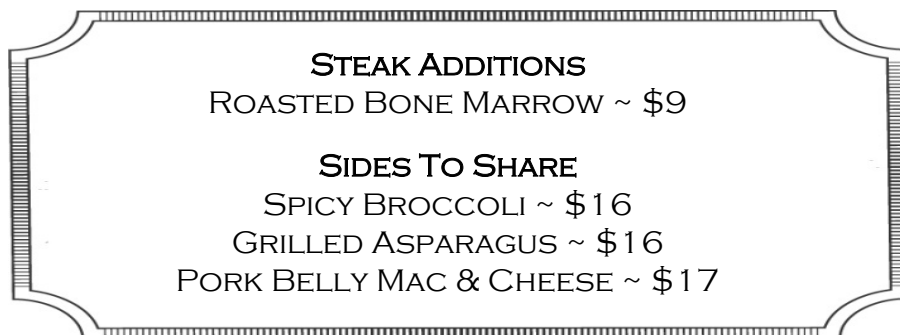 Steak Additions
Roasted Bone Marrow ~ $9
Sides To Share
Spicy Broccoli ~ $16
Grilled Asparagus ~ $16
Pork Belly Mac & Cheese ~ $17